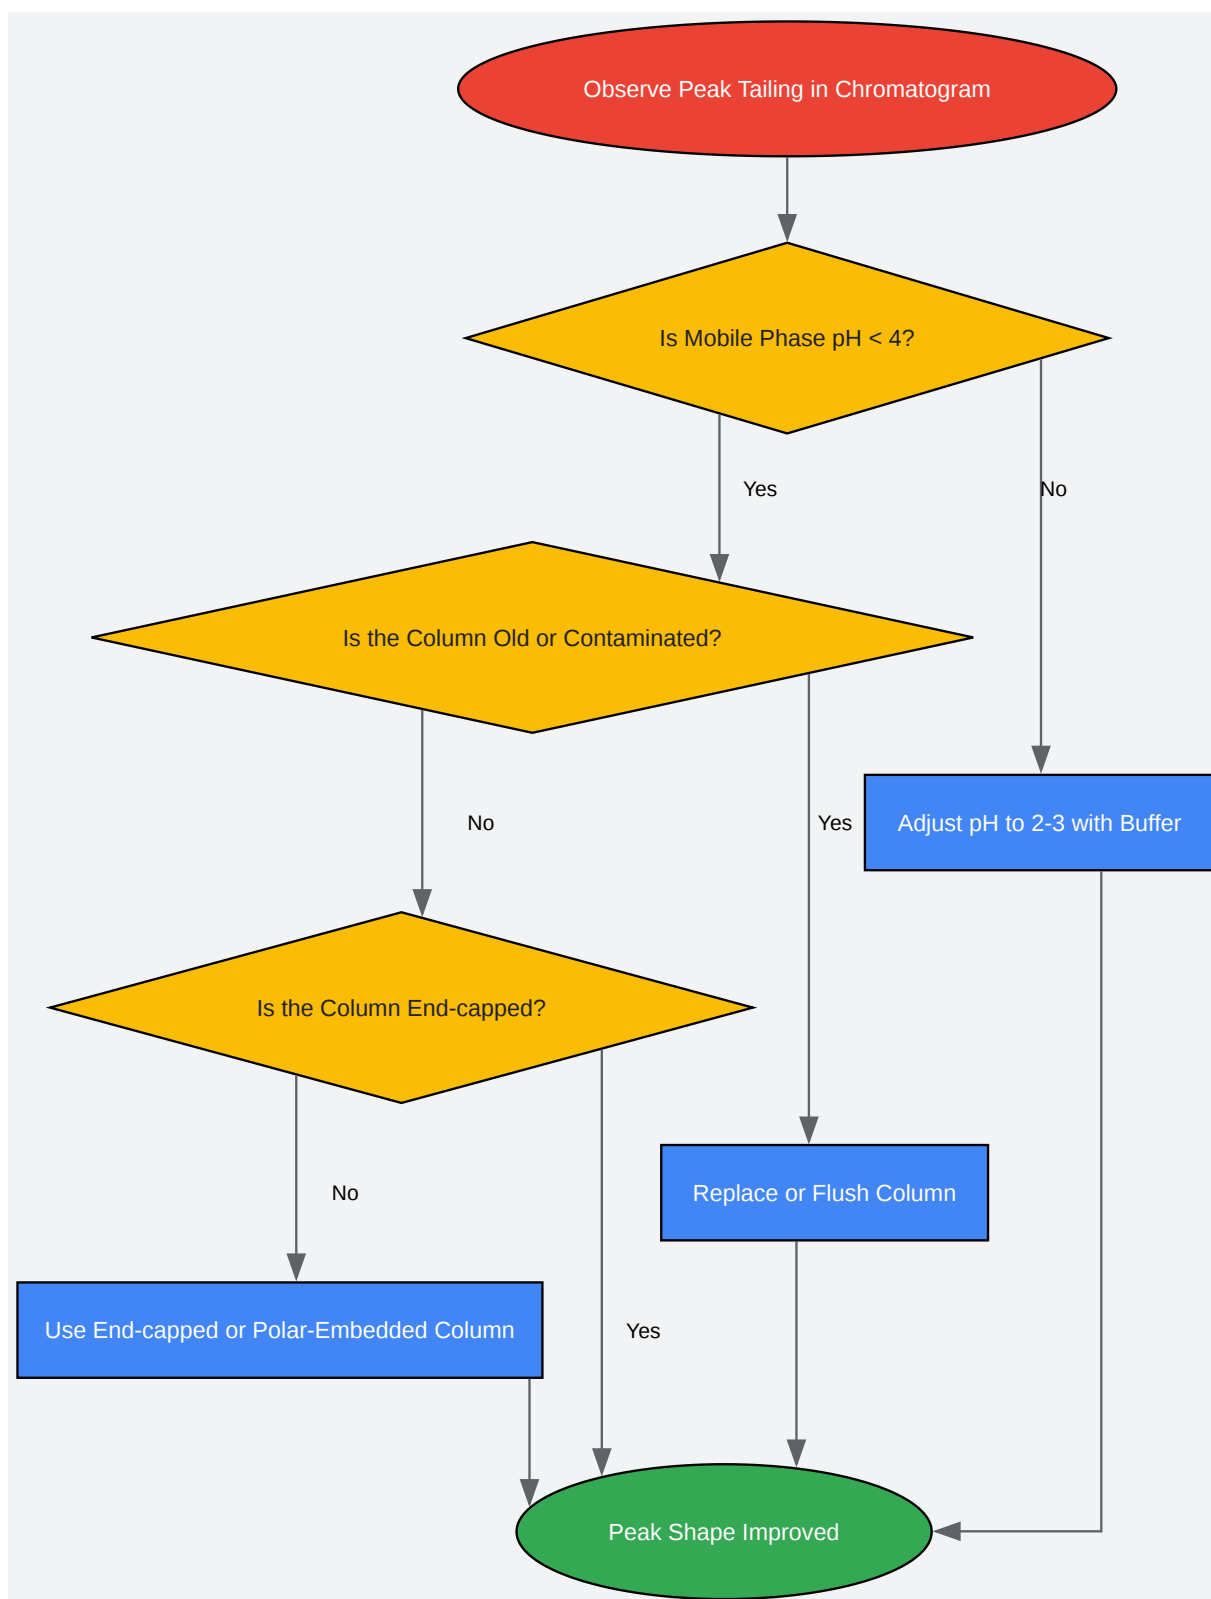 Observe Peak Tailing in Chromatogram
Is Mobile Phase pH < 4?
Yes
No
Is the Column Old or Contaminated?
No
Yes
Adjust pH to 2-3 with Buffer
Is the Column End-capped?
No
Replace or Flush Column
Use End-capped or Polar-Embedded Column
Yes
Peak Shape Improved